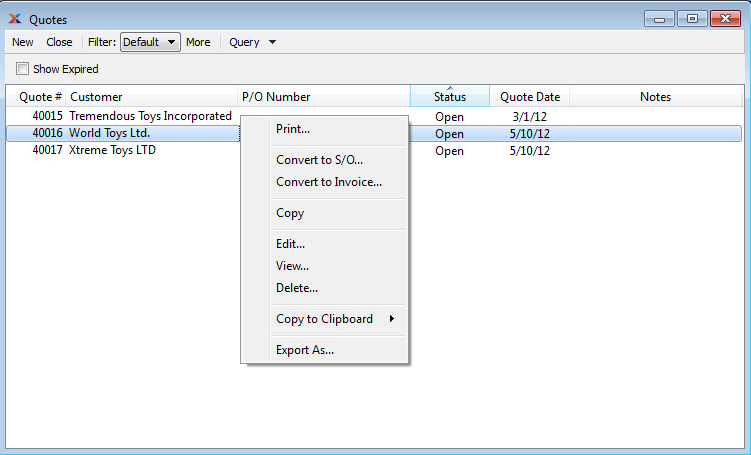 Quotes
New Close Filter: Default More Query
Show Expired
Quote # Customer P/O Number Status Quote Date Notes
40015 Tremendous Toys Incorporated Open 3/1/12
40016 World Toys Ltd. Open 5/10/12
40017 Xtreme Toys LTD Open 5/10/12
Print...
Convert to S/O...
Convert to Invoice...
Copy
Edit...
View...
Delete...
Copy to Clipboard
Export As...